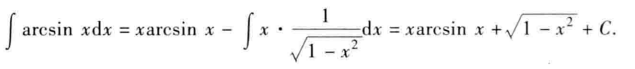 ∫ arcsin xdx = xarcsin x − ∫ x · 1/√(1 − x²) dx = xarcsin x + √(1 − x²) + C.